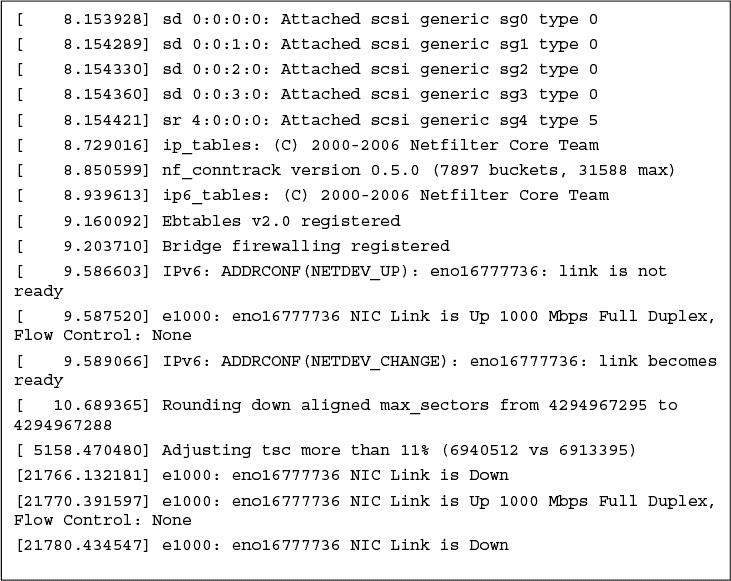 [    8.153928] sd 0:0:0:0: Attached scsi generic sg0 type 0
[    8.154289] sd 0:0:1:0: Attached scsi generic sg1 type 0
[    8.154330] sd 0:0:2:0: Attached scsi generic sg2 type 0
[    8.154360] sd 0:0:3:0: Attached scsi generic sg3 type 0
[    8.154421] sr 4:0:0:0: Attached scsi generic sg4 type 5
[    8.729016] ip_tables: (C) 2000-2006 Netfilter Core Team
[    8.850599] nf_conntrack version 0.5.0 (7897 buckets, 31588 max)
[    8.939613] ip6_tables: (C) 2000-2006 Netfilter Core Team
[    9.160092] Ebtables v2.0 registered
[    9.203710] Bridge firewalling registered
[    9.586603] IPv6: ADDRCONF(NETDEV_UP): eno16777736: link is not
ready
[    9.587520] e1000: eno16777736 NIC Link is Up 1000 Mbps Full Duplex,
Flow Control: None
[    9.589066] IPv6: ADDRCONF(NETDEV_CHANGE): eno16777736: link becomes
ready
[   10.689365] Rounding down aligned max_sectors from 4294967295 to
4294967288
[ 5158.470480] Adjusting tsc more than 11% (6940512 vs 6913395)
[21766.132181] e1000: eno16777736 NIC Link is Down
[21770.391597] e1000: eno16777736 NIC Link is Up 1000 Mbps Full Duplex,
Flow Control: None
[21780.434547] e1000: eno16777736 NIC Link is Down